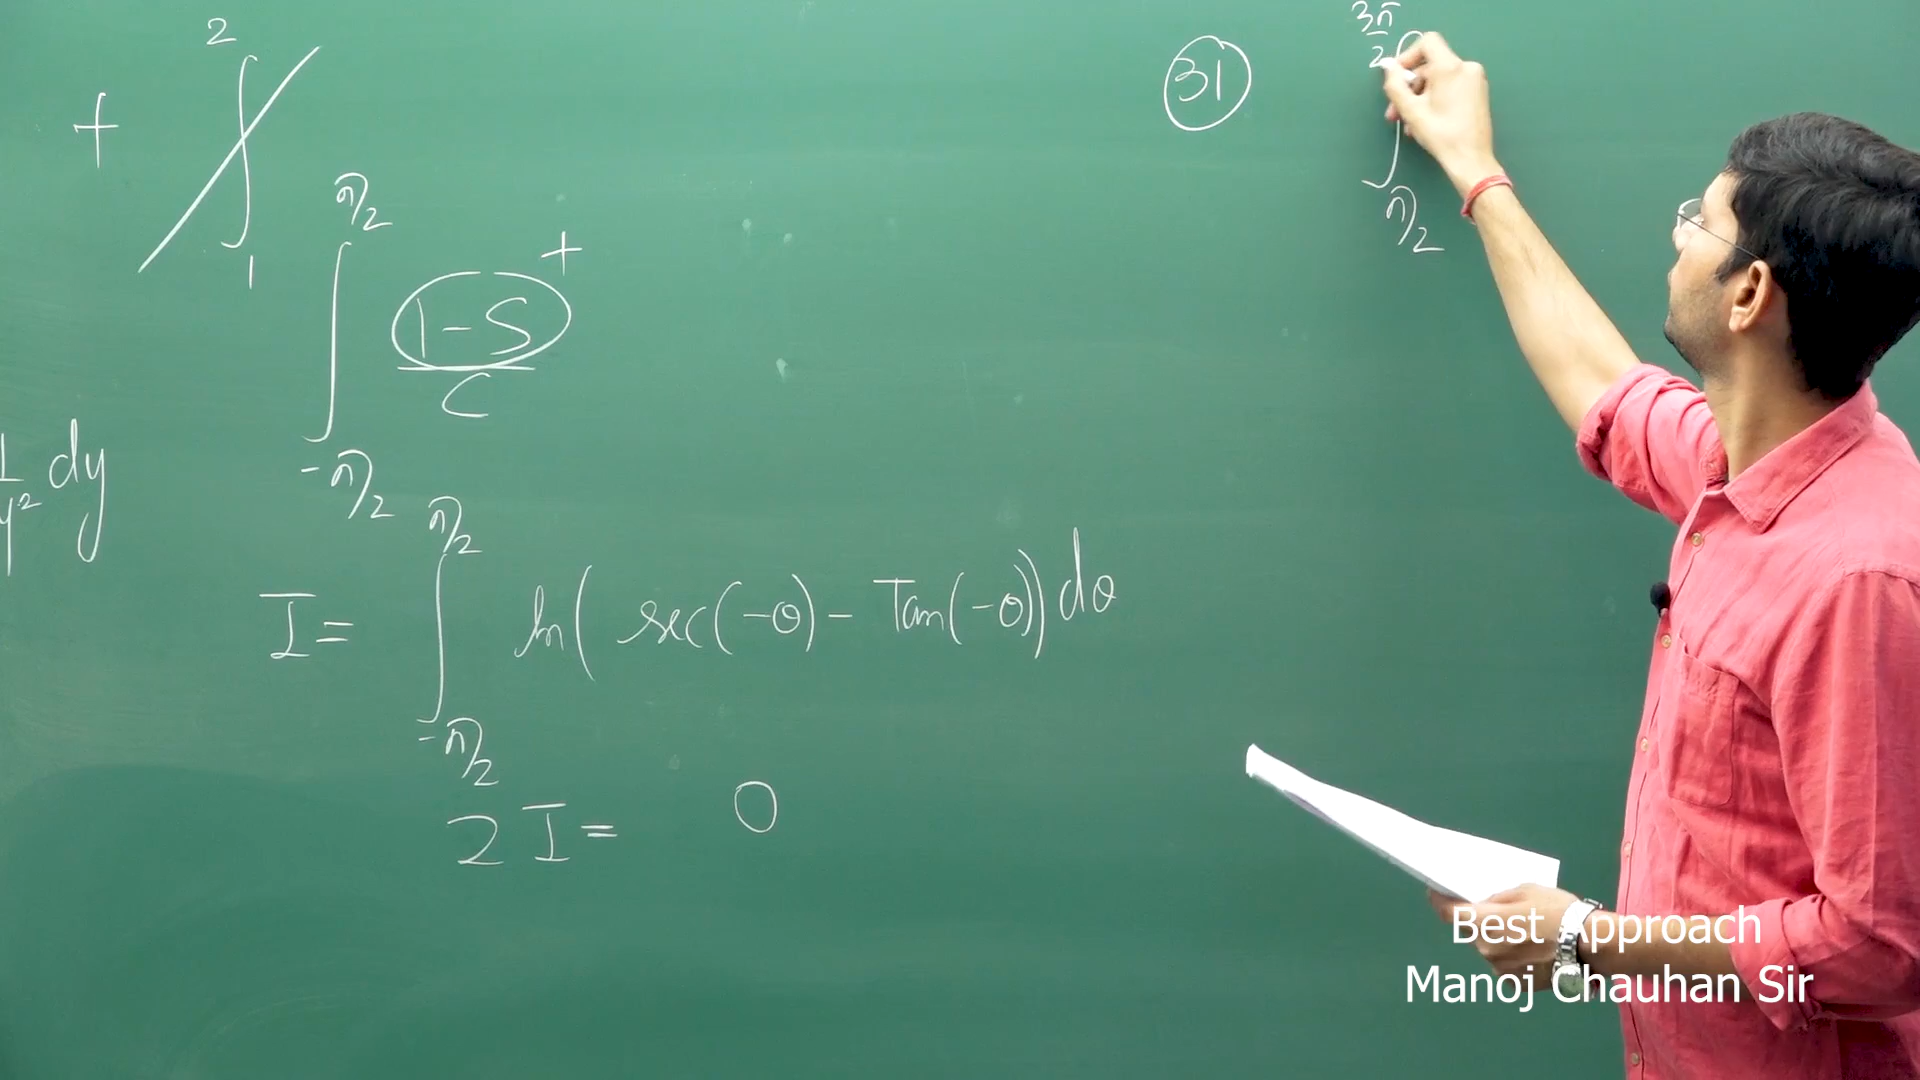 + ∫₁²
∫_{-π/2}^{π/2} (1-S)/C +
1/y² dy
I = ∫_{-π/2}^{π/2} ln( sec(-θ) - Tan(-θ)) dθ
2I = 0
31 ∫_{π/2}^{3π/2}
Best Approach
Manoj Chauhan Sir